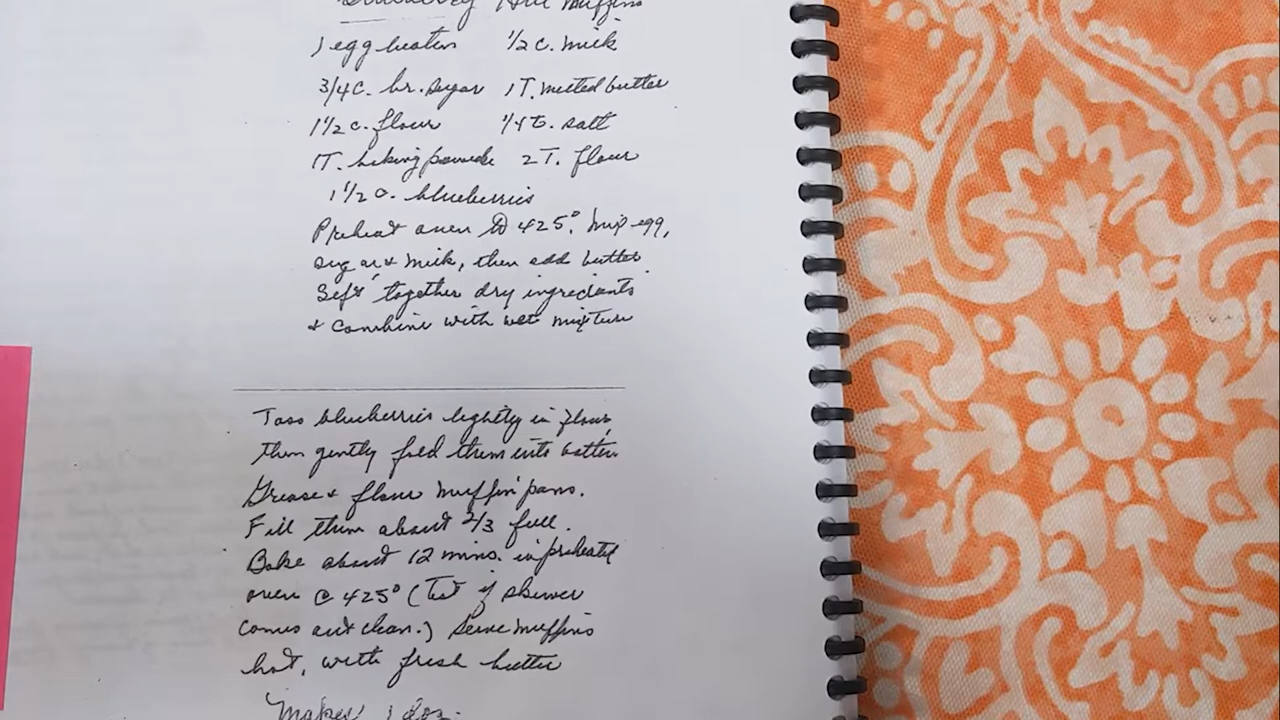 Blueberry Hill Muffins
1 egg beaten 1/2 c. milk
3/4 c. br. sugar 1 T. melted butter
1 1/2 c. flour 1/4 t. salt
1 T. baking powder 2 T. flour
1 1/2 c. blueberries
Preheat oven to 425°. Mix egg,
sugar & milk, then add butter
Sift together dry ingredients
& combine with wet mixture
Toss blueberries lightly in flour,
then gently fold them into batter.
Grease & flour muffin pans.
Fill them about 2/3 full.
Bake about 12 mins. in preheated
oven @ 425° (Test if skewer
comes out clean.) Serve muffins
hot, with fresh butter
Makes 1 doz.